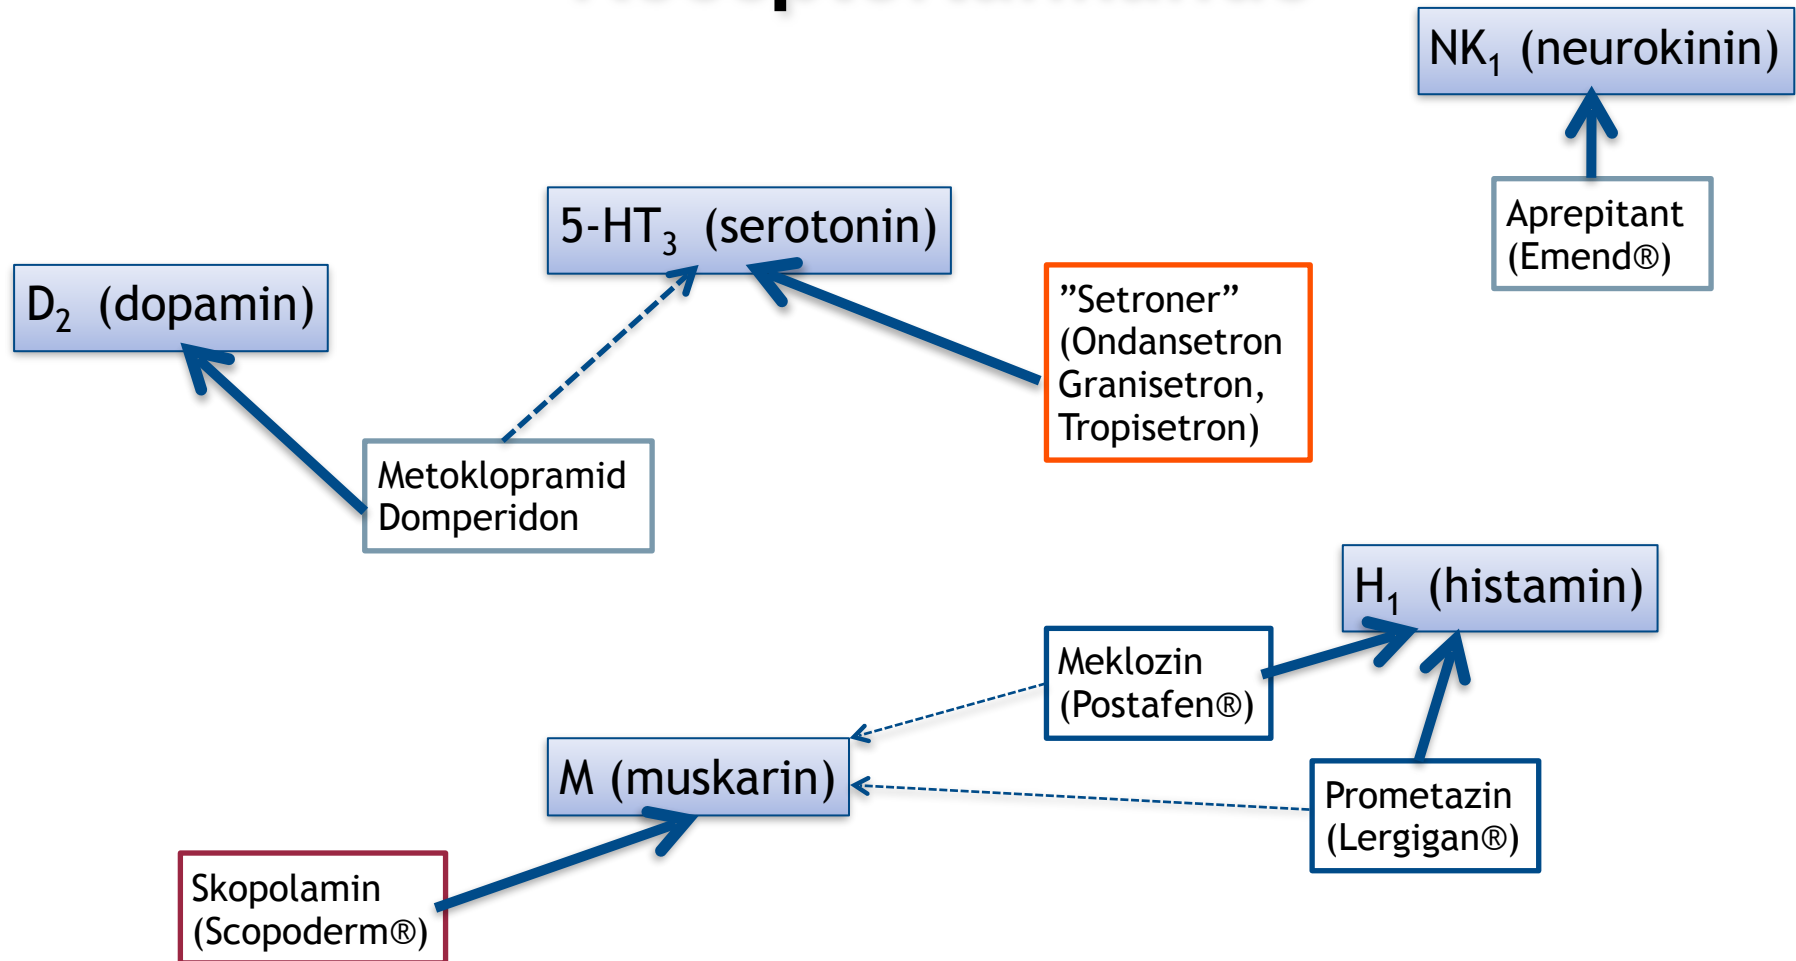 NK₁ (neurokinin)
Aprepitant
(Emend®)
5-HT₃ (serotonin)
D₂ (dopamin)
”Setroner”
(Ondansetron
Granisetron,
Tropisetron)
Metoklopramid
Domperidon
H₁ (histamin)
Meklozin
(Postafen®)
M (muskarin)
Prometazin
(Lergigan®)
Skopolamin
(Scopoderm®)